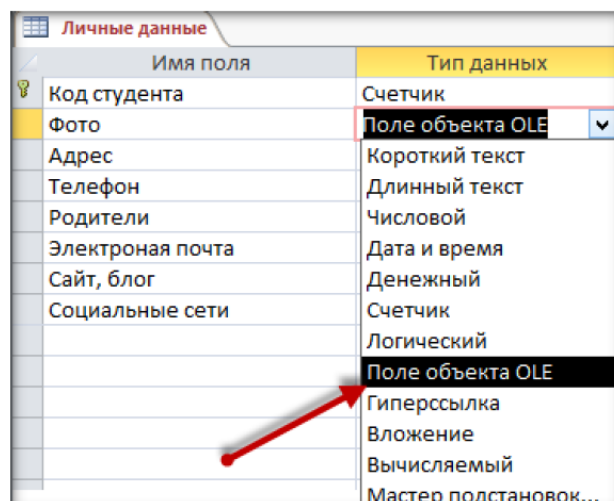 Личные данные
Имя поля Тип данных
Код студента Счетчик
Фото Поле объекта OLE
Адрес Короткий текст
Телефон Длинный текст
Родители Числовой
Электроная почта Дата и время
Сайт, блог Денежный
Социальные сети Счетчик
Логический
Поле объекта OLE
Гиперссылка
Вложение
Вычисляемый
Мастер подстановок...